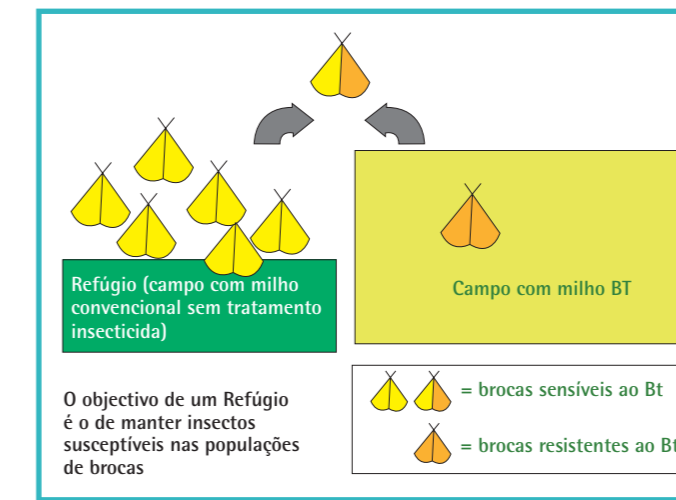 Refúgio (campo com milho
convencional sem tratamento
insecticida)
Campo com milho BT
O objectivo de um Refúgio
é o de manter insectos
susceptíveis nas populações
de brocas
= brocas sensíveis ao Bt
= brocas resistentes ao Bt